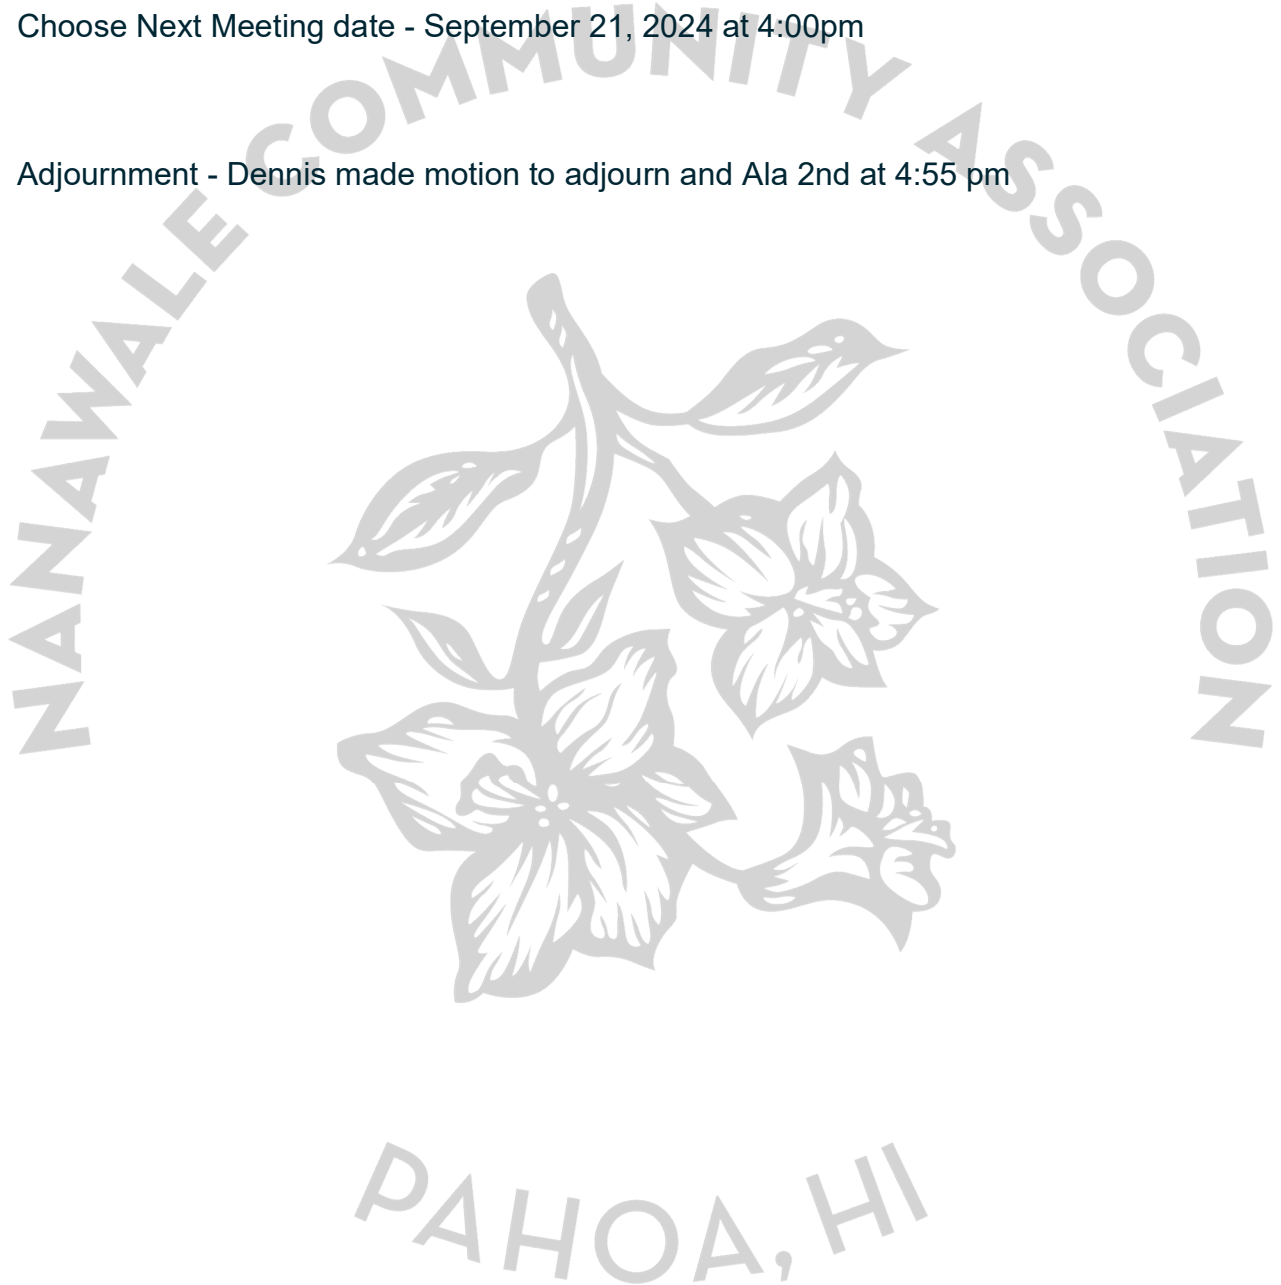 Choose Next Meeting date - September 21, 2024 at 4:00pm
Adjournment - Dennis made motion to adjourn and Ala 2nd at 4:55 pm
NANAWALE COMMUNITY ASSOCIATION
PAHOA, HI